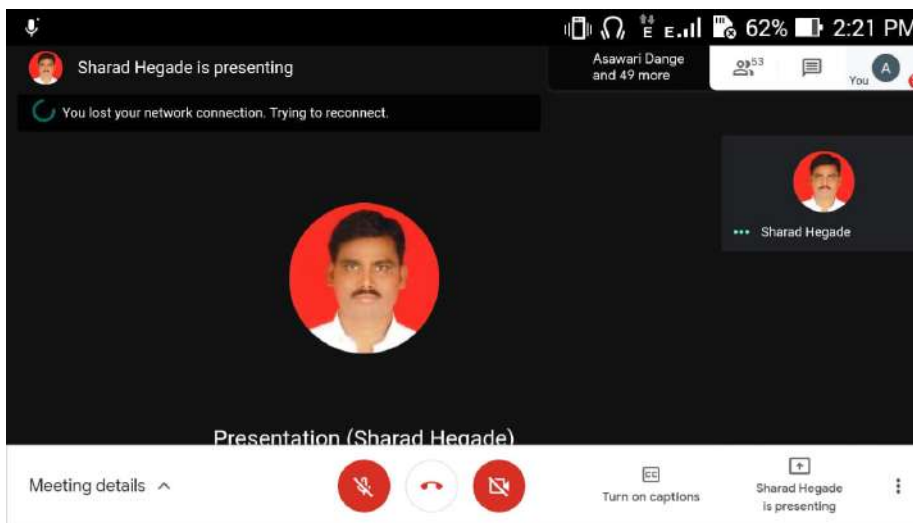 E E 62% 2:21 PM
Sharad Hegade is presenting
Asawari Dange
and 49 more
53
You
A
You lost your network connection. Trying to reconnect.
Sharad Hegade
Presentation (Sharad Hegade)
Meeting details
CC
Turn on captions
Sharad Hegade
is presenting